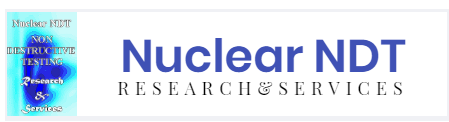 Nuclear NDT
NON
DESTRUCTIVE
TESTING
Research
&
Services
Nuclear NDT
RESEARCH&SERVICES